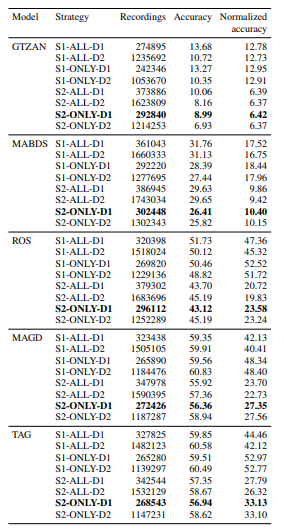 Model Strategy Recordings Accuracy Normalized
accuracy
GTZAN S1-ALL-D1 274895 13.68 12.78
S1-ALL-D2 1235692 10.72 12.73
S1-ONLY-D1 242346 13.27 12.95
S1-ONLY-D2 1053670 10.35 12.91
S2-ALL-D1 373886 10.06 6.39
S2-ALL-D2 1623809 8.16 6.37
S2-ONLY-D1 292840 8.99 6.42
S2-ONLY-D2 1214253 6.93 6.37
MABDS S1-ALL-D1 361043 31.76 17.52
S1-ALL-D2 1660333 31.13 16.75
S1-ONLY-D1 292220 28.39 18.44
S1-ONLY-D2 1277695 27.44 17.96
S2-ALL-D1 386945 29.63 9.86
S2-ALL-D2 1743034 29.65 9.42
S2-ONLY-D1 302448 26.41 10.40
S2-ONLY-D2 1302343 25.82 10.15
ROS S1-ALL-D1 320398 51.73 47.36
S1-ALL-D2 1518024 50.12 45.32
S1-ONLY-D1 269820 50.46 52.52
S1-ONLY-D2 1229136 48.82 51.72
S2-ALL-D1 379302 43.70 20.72
S2-ALL-D2 1683696 45.19 19.83
S2-ONLY-D1 296112 43.12 23.58
S2-ONLY-D2 1252289 45.19 23.24
MAGD S1-ALL-D1 323438 59.35 42.13
S1-ALL-D2 1505105 59.91 40.41
S1-ONLY-D1 265890 59.56 48.34
S1-ONLY-D2 1184476 60.83 48.40
S2-ALL-D1 347978 55.92 23.70
S2-ALL-D2 1590395 57.36 22.73
S2-ONLY-D1 272426 56.36 27.35
S2-ONLY-D2 1187287 58.94 27.56
TAG S1-ALL-D1 327825 59.85 44.46
S1-ALL-D2 1482123 60.58 42.12
S1-ONLY-D1 265280 59.51 52.97
S1-ONLY-D2 1139297 60.49 52.77
S2-ALL-D1 342544 57.35 27.79
S2-ALL-D2 1532129 58.67 26.32
S2-ONLY-D1 268543 56.94 33.13
S2-ONLY-D2 1147231 58.62 33.10